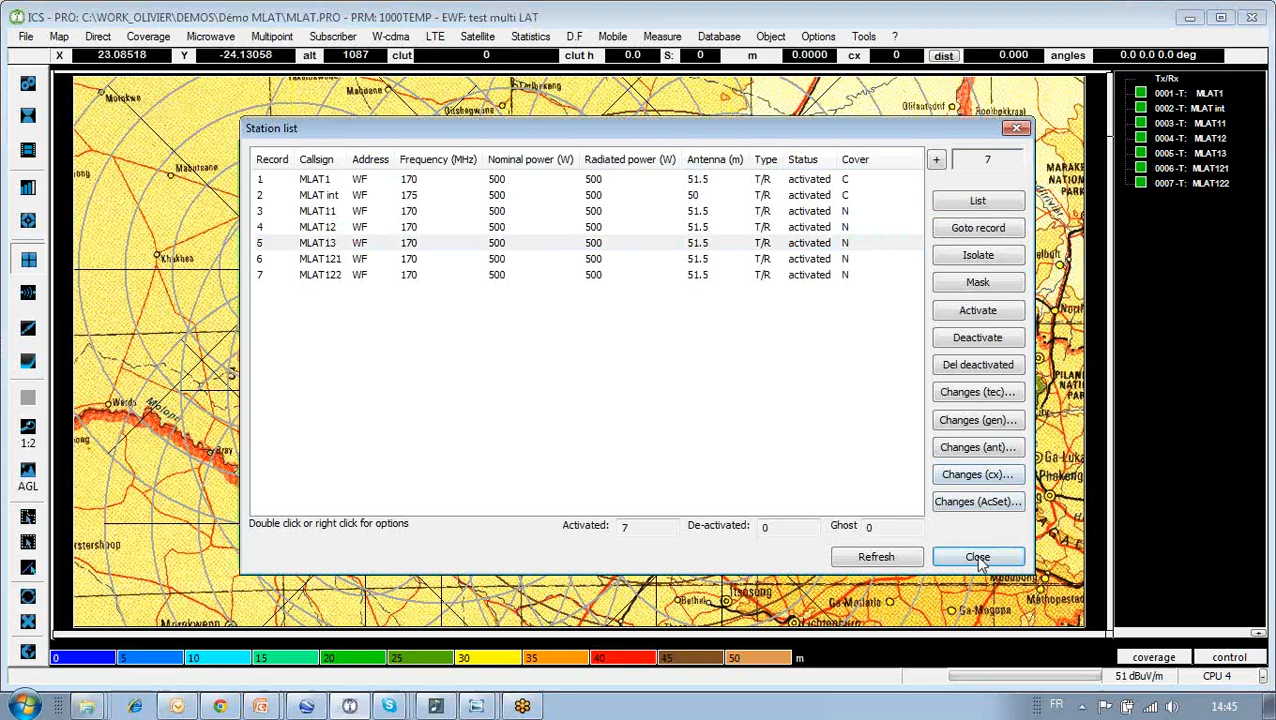 ICS - PRO: C:\WORK_OLIVIER\DEMOS\Démo MLAT\MLAT.PRO - PRM: 1000TEMP - EWF: test multi LAT
File Map Direct Coverage Microwave Multipoint Subscriber W-cdma LTE Satellite Statistics D.F Mobile Measure Database Object Options Tools ?
X 23.08518 Y -24.13058 alt 1087 clut 0 clut h 0.0 S: 0 m 0.0000 cx 0 dist 0.000 angles 0.0 0.0 0.0 deg
Tx/Rx
0001 -T: MLAT1
0002 -T: MLAT int
0003 -T: MLAT11
0004 -T: MLAT12
0005 -T: MLAT13
0006 -T: MLAT121
0007 -T: MLAT122
Station list
Record Callsign Address Frequency (MHz) Nominal power (W) Radiated power (W) Antenna (m) Type Status Cover + 7
1 MLAT1 WF 170 500 500 51.5 T/R activated C
2 MLAT int WF 175 500 500 50 T/R activated C
3 MLAT11 WF 170 500 500 51.5 T/R activated N
4 MLAT12 WF 170 500 500 51.5 T/R activated N
5 MLAT13 WF 170 500 500 51.5 T/R activated N
6 MLAT121 WF 170 500 500 51.5 T/R activated N
7 MLAT122 WF 170 500 500 51.5 T/R activated N
List
Goto record
Isolate
Mask
Activate
Deactivate
Del deactivated
Changes (tec)...
Changes (gen)...
Changes (ant)...
Changes (cx)...
Changes (AcSet)...
Double click or right click for options
Activated: 7 De-activated: 0 Ghost 0
Refresh Close
Mabutsane
Khukhea
Werda
Molopo
Bray
1:2
AGL
0 5 10 15 20 25 30 35 40 45 50 m
coverage control
51 dBuV/m CPU 4
FR 14:45